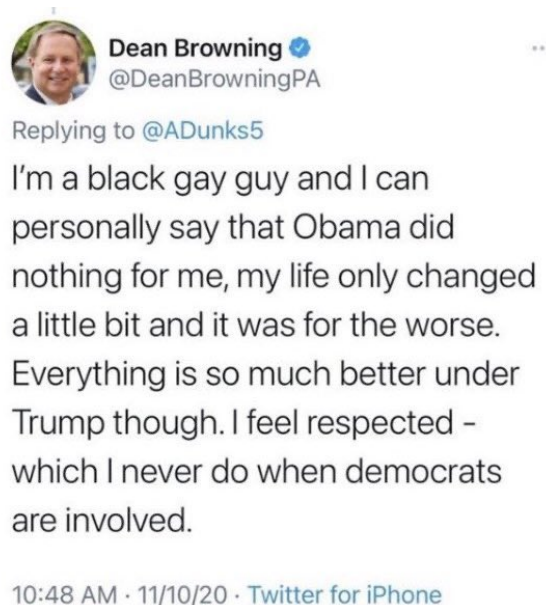 Dean Browning
@DeanBrowningPA
Replying to @ADunks5
I'm a black gay guy and I can
personally say that Obama did
nothing for me, my life only changed
a little bit and it was for the worse.
Everything is so much better under
Trump though. I feel respected -
which I never do when democrats
are involved.
10:48 AM · 11/10/20 · Twitter for iPhone